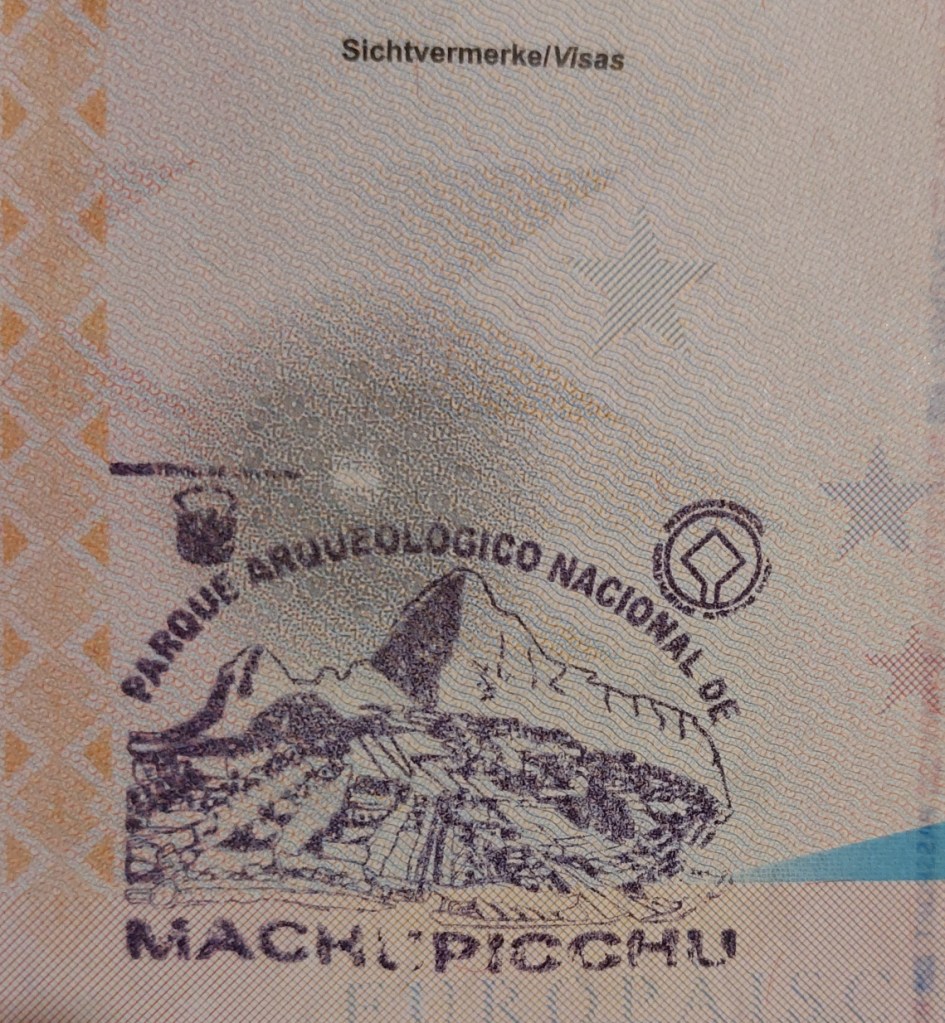 Sichtvermerke/Visas
PARQUE ARQUEOLOGICO NACIONAL DE
MACHUPICCHU